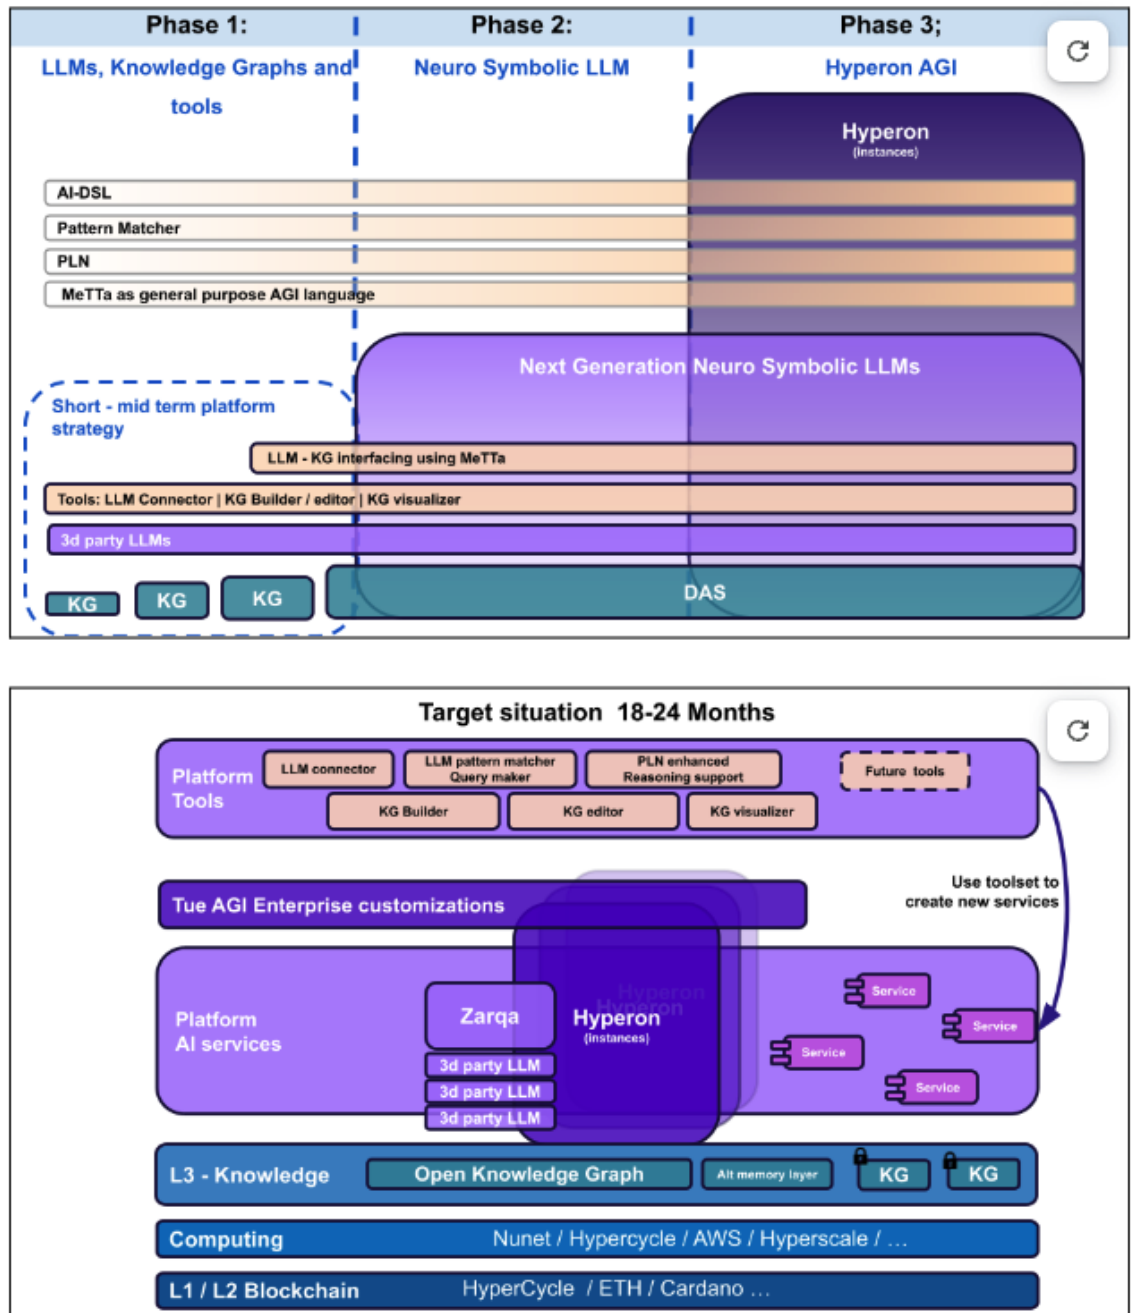 Phase 1:
Phase 2:
Phase 3;
LLMs, Knowledge Graphs and
tools
Neuro Symbolic LLM
Hyperon AGI
Hyperon
(instances)
AI-DSL
Pattern Matcher
PLN
MeTTa as general purpose AGI language
Next Generation Neuro Symbolic LLMs
Short - mid term platform
strategy
LLM - KG interfacing using MeTTa
Tools: LLM Connector | KG Builder / editor | KG visualizer
3d party LLMs
KG
KG
KG
DAS
Target situation 18-24 Months
Platform
Tools
LLM connector
LLM pattern matcher
Query maker
PLN enhanced
Reasoning support
Future tools
KG Builder
KG editor
KG visualizer
Use toolset to
create new services
Tue AGI Enterprise customizations
Platform
AI services
Zarqa
3d party LLM
3d party LLM
3d party LLM
Hyperon
Hyperon
Hyperon
(instances)
Service
Service
Service
Service
L3 - Knowledge
Open Knowledge Graph
Alt memory layer
KG
KG
Computing
Nunet / Hypercycle / AWS / Hyperscale / ...
L1 / L2 Blockchain
HyperCycle / ETH / Cardano ...